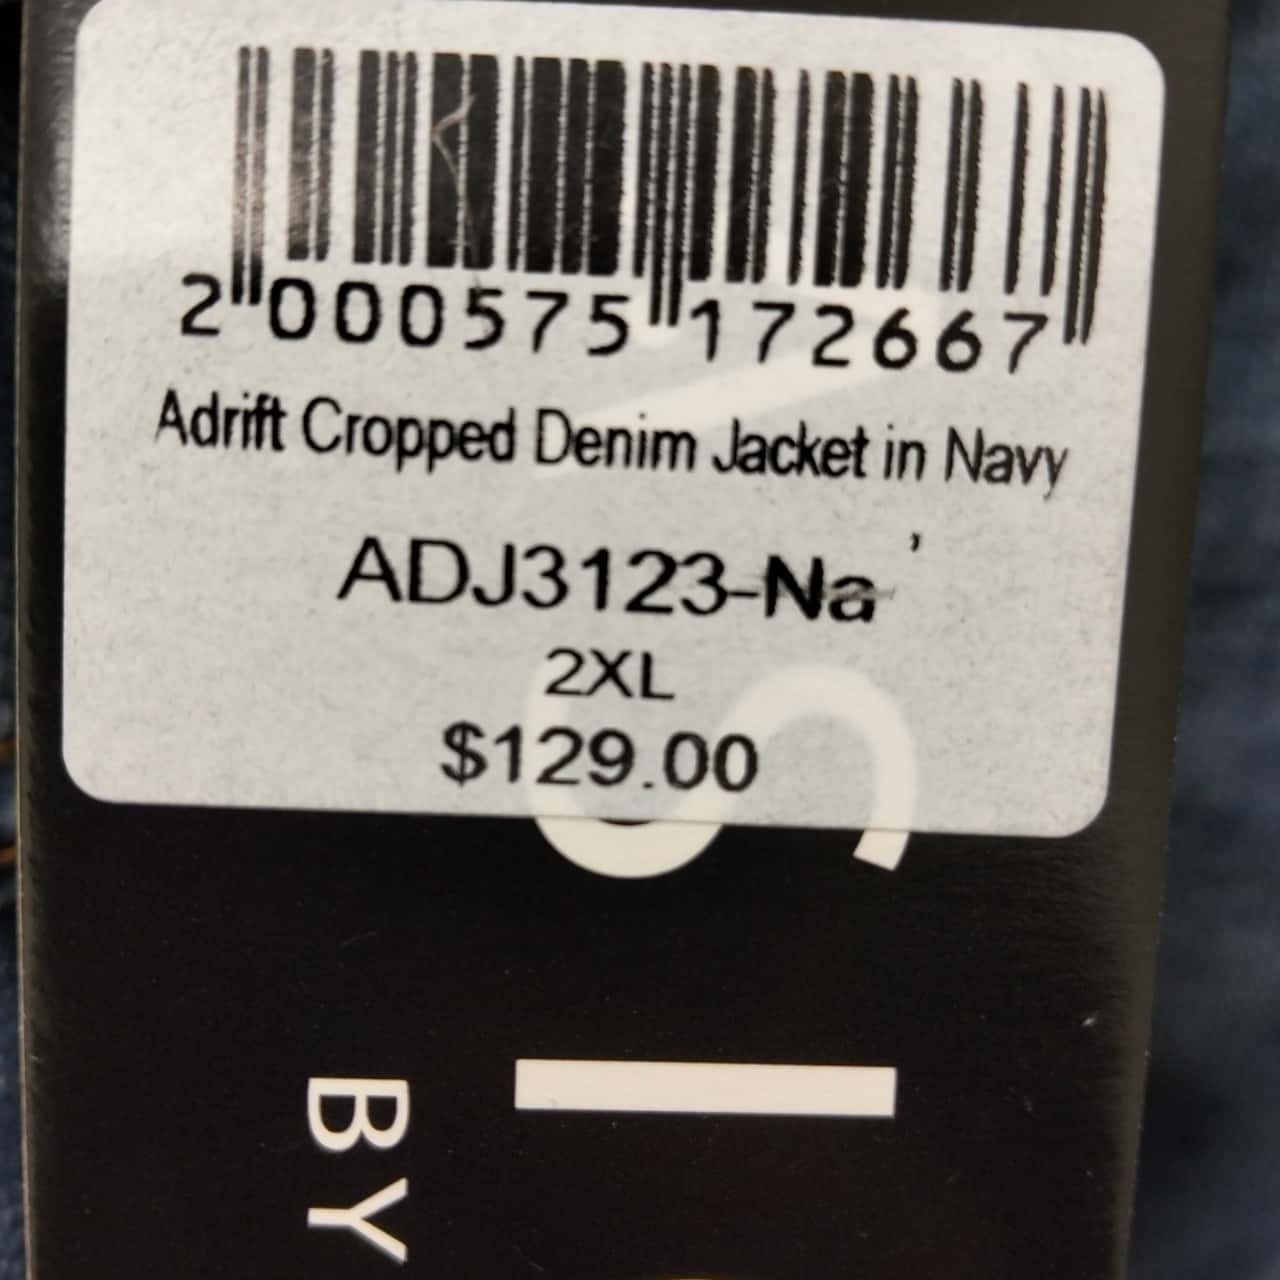 2 000575 172667
Adrift Cropped Denim Jacket in Navy
ADJ3123-Na
2XL
$129.00
BY